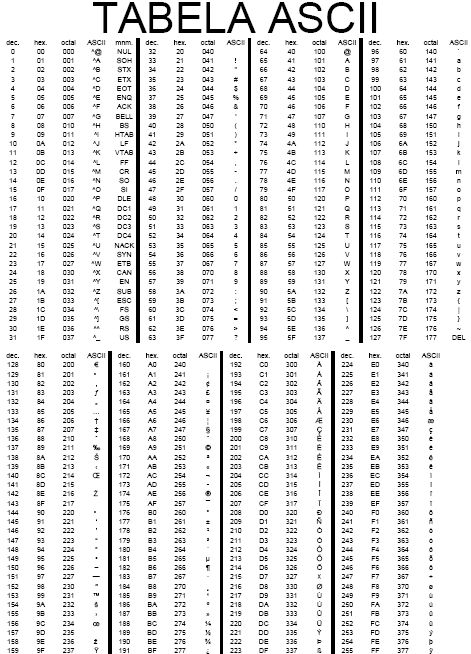 TABELA ASCII
dec. hex. octal ASCII mnm. dec. hex. octal ASCII dec. hex. octal ASCII dec. hex. octal ASCII
0 00 000 ^@ NUL 32 20 040 64 40 100 @ 96 60 140 `
1 01 001 ^A SOH 33 21 041 ! 65 41 101 A 97 61 141 a
2 02 002 ^B STX 34 22 042 " 66 42 102 B 98 62 142 b
3 03 003 ^C ETX 35 23 043 # 67 43 103 C 99 63 143 c
4 04 004 ^D EOT 36 24 044 $ 68 44 104 D 100 64 144 d
5 05 005 ^E ENQ 37 25 045 % 69 45 105 E 101 65 145 e
6 06 006 ^F ACK 38 26 046 & 70 46 106 F 102 66 146 f
7 07 007 ^G BELL 39 27 047 ' 71 47 107 G 103 67 147 g
8 08 010 ^H BS 40 28 050 ( 72 48 110 H 104 68 150 h
9 09 011 ^I HTAB 41 29 051 ) 73 49 111 I 105 69 151 i
10 0A 012 ^J LF 42 2A 052 * 74 4A 112 J 106 6A 152 j
11 0B 013 ^K VTAB 43 2B 053 + 75 4B 113 K 107 6B 153 k
12 0C 014 ^L FF 44 2C 054 , 76 4C 114 L 108 6C 154 l
13 0D 015 ^M CR 45 2D 055 - 77 4D 115 M 109 6D 155 m
14 0E 016 ^N SO 46 2E 056 . 78 4E 116 N 110 6E 156 n
15 0F 017 ^O SI 47 2F 057 / 79 4F 117 O 111 6F 157 o
16 10 020 ^P DLE 48 30 060 0 80 50 120 P 112 70 160 p
17 11 021 ^Q DC1 49 31 061 1 81 51 121 Q 113 71 161 q
18 12 022 ^R DC2 50 32 062 2 82 52 122 R 114 72 162 r
19 13 023 ^S DC3 51 33 063 3 83 53 123 S 115 73 163 s
20 14 024 ^T DC4 52 34 064 4 84 54 124 T 116 74 164 t
21 15 025 ^U NACK 53 35 065 5 85 55 125 U 117 75 165 u
22 16 026 ^V SYN 54 36 066 6 86 56 126 V 118 76 166 v
23 17 027 ^W ETB 55 37 067 7 87 57 127 W 119 77 167 w
24 18 030 ^X CAN 56 38 070 8 88 58 130 X 120 78 170 x
25 19 031 ^Y EN 57 39 071 9 89 59 131 Y 121 79 171 y
26 1A 032 ^Z SUB 58 3A 072 : 90 5A 132 Z 122 7A 172 z
27 1B 033 ^[ ESC 59 3B 073 ; 91 5B 133 [ 123 7B 173 {
28 1C 034 ^\ FS 60 3C 074 < 92 5C 134 \ 124 7C 174 |
29 1D 035 ^] GS 61 3D 075 = 93 5D 135 ] 125 7D 175 }
30 1E 036 ^^ RS 62 3E 076 > 94 5E 136 ^ 126 7E 176 ~
31 1F 037 ^_ US 63 3F 077 ? 95 5F 137 _ 127 7F 177 DEL
dec. hex. octal ASCII dec. hex. octal ASCII dec. hex. octal ASCII dec. hex. octal ASCII
128 80 200 € 160 A0 240 192 C0 300 À 224 E0 340 à
129 81 201 161 A1 241 ¡ 193 C1 301 Á 225 E1 341 á
130 82 202 ‚ 162 A2 242 ¢ 194 C2 302 Â 226 E2 342 â
131 83 203 ƒ 163 A3 243 £ 195 C3 303 Ã 227 E3 343 ã
132 84 204 „ 164 A4 244 ¤ 196 C4 304 Ä 228 E4 344 ä
133 85 205 … 165 A5 245 ¥ 197 C5 305 Å 229 E5 345 å
134 86 206 † 166 A6 246 ¦ 198 C6 306 Æ 230 E6 346 æ
135 87 207 ‡ 167 A7 247 § 199 C7 307 Ç 231 E7 347 ç
136 88 210 ˆ 168 A8 250 ¨ 200 C8 310 È 232 E8 350 è
137 89 211 ‰ 169 A9 251 © 201 C9 311 É 233 E9 351 é
138 8A 212 Š 170 AA 252 ª 202 CA 312 Ê 234 EA 352 ê
139 8B 213 ‹ 171 AB 253 « 203 CB 313 Ë 235 EB 353 ë
140 8C 214 Œ 172 AC 254 ¬ 204 CC 314 Ì 236 EC 354 ì
141 8D 215 173 AD 255 205 CD 315 Í 237 ED 355 í
142 8E 216 Ž 174 AE 256 ® 206 CE 316 Î 238 EE 356 î
143 8F 217 175 AF 257 ¯ 207 CF 317 Ï 239 EF 357 ï
144 90 220 176 B0 260 ° 208 D0 320 Ð 240 F0 360 ð
145 91 221 ‘ 177 B1 261 ± 209 D1 321 Ñ 241 F1 361 ñ
146 92 222 ’ 178 B2 262 ² 210 D2 322 Ò 242 F2 362 ò
147 93 223 “ 179 B3 263 ³ 211 D3 323 Ó 243 F3 363 ó
148 94 224 ” 180 B4 264 ´ 212 D4 324 Ô 244 F4 364 ô
149 95 225 • 181 B5 265 µ 213 D5 325 Õ 245 F5 365 õ
150 96 226 – 182 B6 266 ¶ 214 D6 326 Ö 246 F6 366 ö
151 97 227 — 183 B7 267 · 215 D7 327 × 247 F7 367 ÷
152 98 230 ˜ 184 B8 270 ¸ 216 D8 330 Ø 248 F8 370 ø
153 99 231 ™ 185 B9 271 ¹ 217 D9 331 Ù 249 F9 371 ù
154 9A 232 š 186 BA 272 º 218 DA 332 Ú 250 FA 372 ú
155 9B 233 › 187 BB 273 » 219 DB 333 Û 251 FB 373 û
156 9C 234 œ 188 BC 274 ¼ 220 DC 334 Ü 252 FC 374 ü
157 9D 235 189 BD 275 ½ 221 DD 335 Ý 253 FD 375 ý
158 9E 236 ž 190 BE 276 ¾ 222 DE 336 Þ 254 FE 376 þ
159 9F 237 Ÿ 191 BF 277 ¿ 223 DF 337 ß 255 FF 377 ÿ